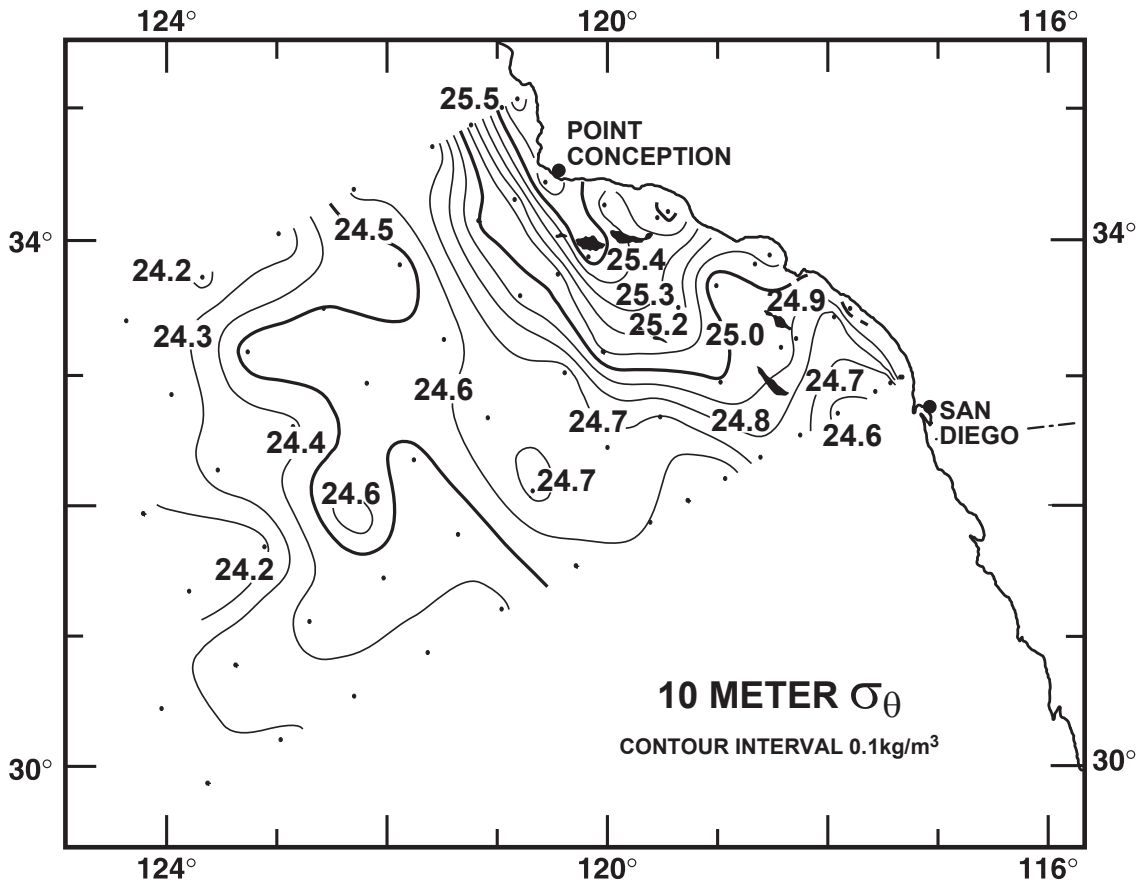 124° 120° 116°
25.5
POINT
CONCEPTION
24.5
34° 34°
25.4
24.2
25.3
24.9
25.2
24.3
25.0
24.7
24.6
24.7
24.8
SAN
DIEGO
24.4
24.6
24.7
24.6
24.2
10 METER σθ
CONTOUR INTERVAL 0.1kg/m³
30° 30°
124° 120° 116°